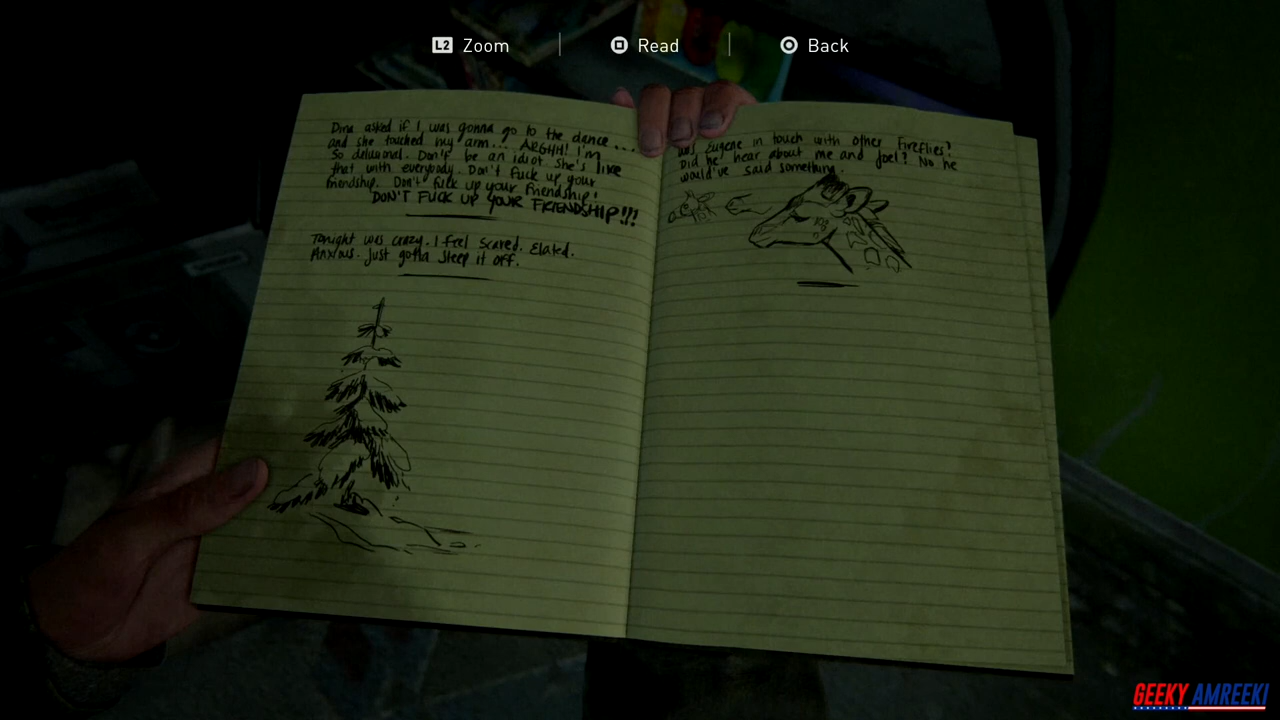 L2 Zoom | Read | Back
Dina asked if I was gonna go to the dance...
and she touched my arm... ARGHH! I'm
so delusional. Don't be an idiot she's like
that with everybody. Don't fuck up your
friendship. Don't fuck up your friendship!
DON'T FUCK UP YOUR FRIENDSHIP!!!
Tonight was crazy. I feel scared. Elated.
Anxious. Just gotta sleep it off.
Was Eugene in touch with other Fireflies?
Did he hear about me and Joel? No he
would've said something.
GEEKY AMREEKI